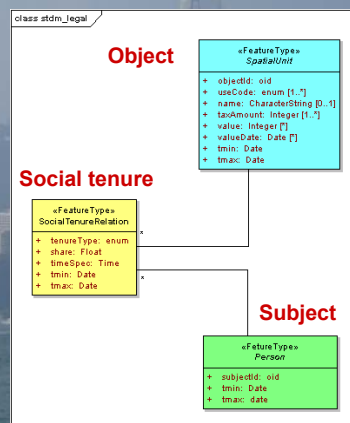 class stdm_legal
Object
«FeatureType»
SpatialUnit
+ objectId: oid
+ useCode: enum [1..*]
+ name: CharacterString [0..1]
+ taxAmount: Integer [1..*]
+ value: Integer [*]
+ valueDate: Date [*]
+ tmin: Date
+ tmax: Date
Social tenure
«FeatureType»
SocialTenureRelation
+ tenureType: enum
+ share: Float
+ timeSpec: Time
+ tmin: Date
+ tmax: Date
*
*
Subject
«FetureType»
Person
+ subjectId: oid
+ tmin: Date
+ tmax: date